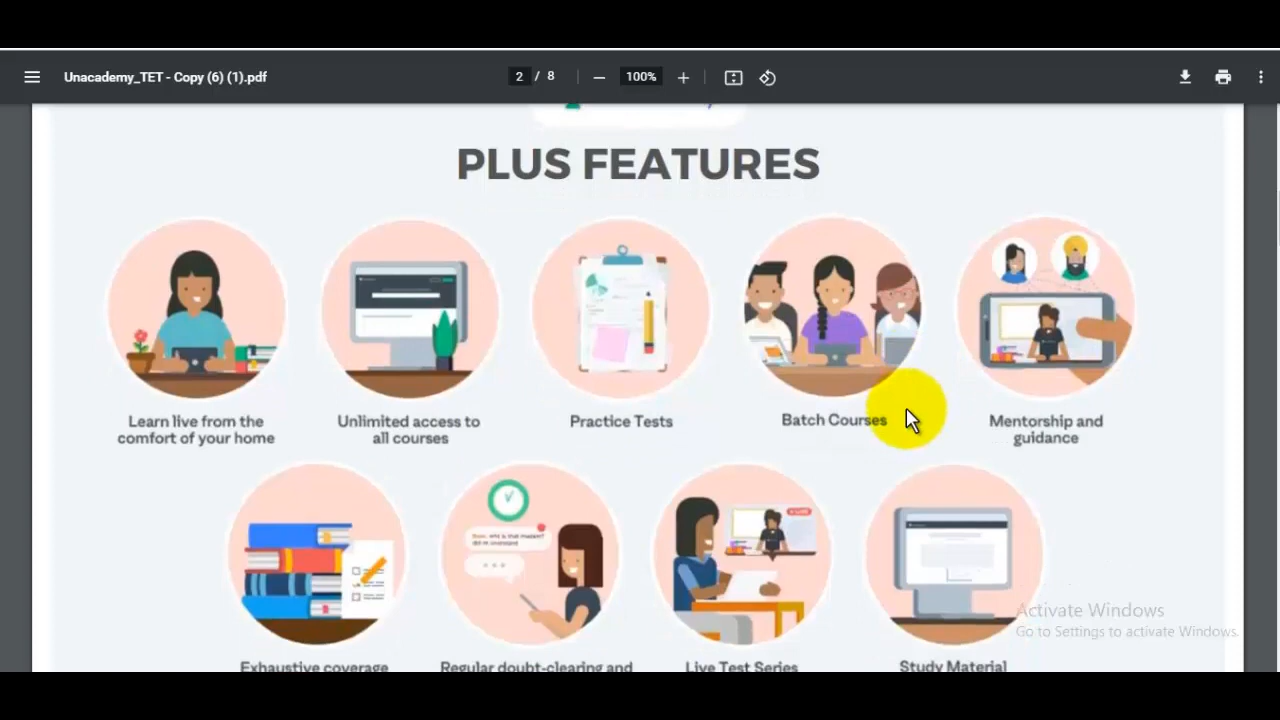 Unacademy_TET - Copy (6) (1).pdf
2 / 8
100%
PLUS FEATURES
Learn live from the
comfort of your home
Unlimited access to
all courses
Practice Tests
Batch Courses
Mentorship and
guidance
Exhaustive coverage
Regular doubt-clearing and
Live Test Series
Study Material
Activate Windows
Go to Settings to activate Windows.